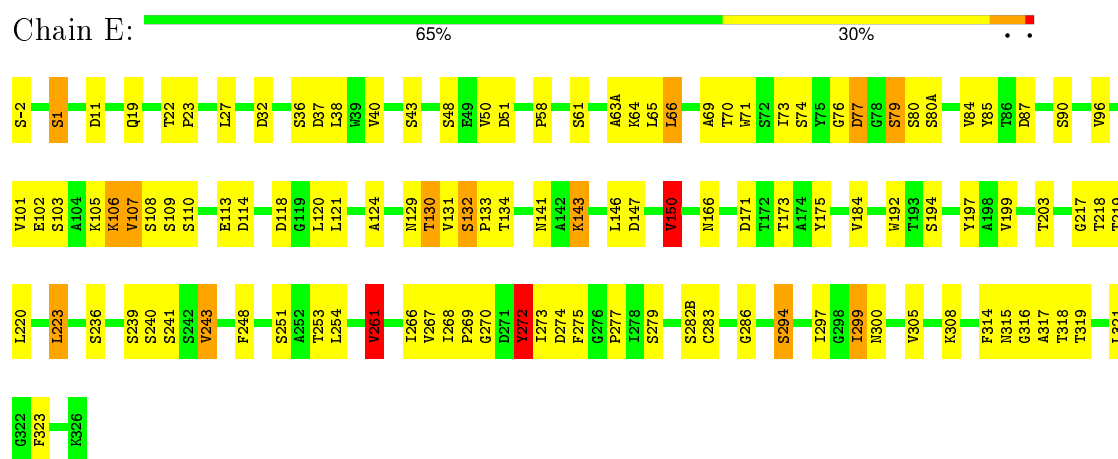 Chain E:
65% 30% • •
S-2 S1 D11 Q19 T22 P23 L27 D32 S36 D37 L38 W39 V40 S43 S48 E49 V50 D51 P58 S61 A63A K64 L65 L66 A69 T70 W71 S72 I73 S74 Y75 G76 D77 G78 S79 S80 S80A V84 Y85 T86 D87 S90 V96
V101 E102 S103 A104 K105 K106 V107 S108 S109 S110 E113 D114 D118 G119 L120 L121 A124 N129 T130 V131 S132 P133 T134 N141 A142 K143 L146 D147 V150 N166 D171 T172 T173 A174 Y175 V184 W192 T193 S194 Y197 A198 V199 T203 G217 T218
L220 L223 S236 S239 S240 S241 S242 V243 F248 S251 A252 T253 L254 V261 I266 V267 I268 P269 G270 D271 Y272 I273 D274 F275 G276 P277 I278 S279 S282B C283 G286 S294 I297 G298 I299 N300 V305 K308 F314 N315 G316 A317 T318 T319
G322 F323 K326